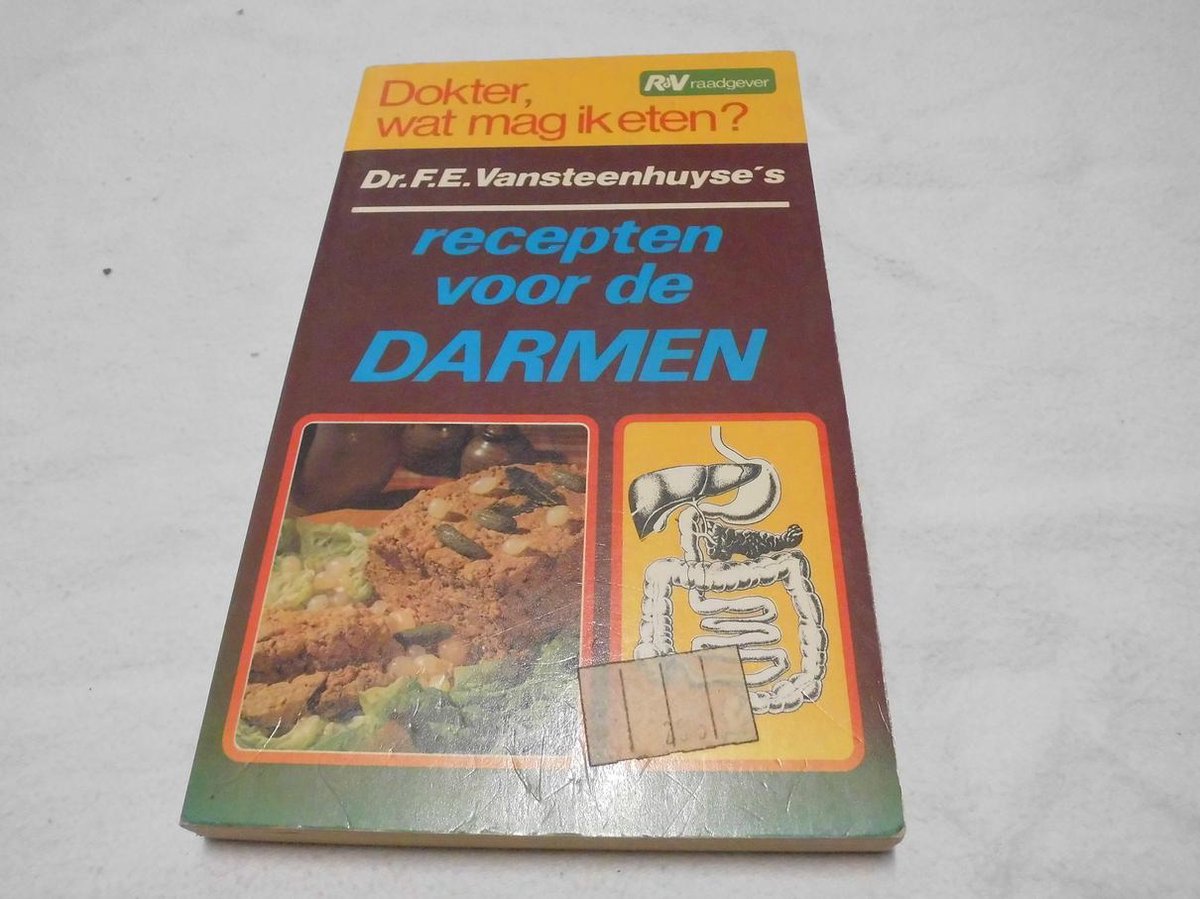 Dokter,
wat mag ik eten?
R&V raadgever
Dr. F.E. Vansteenhuyse's
recepten
voor de
DARMEN